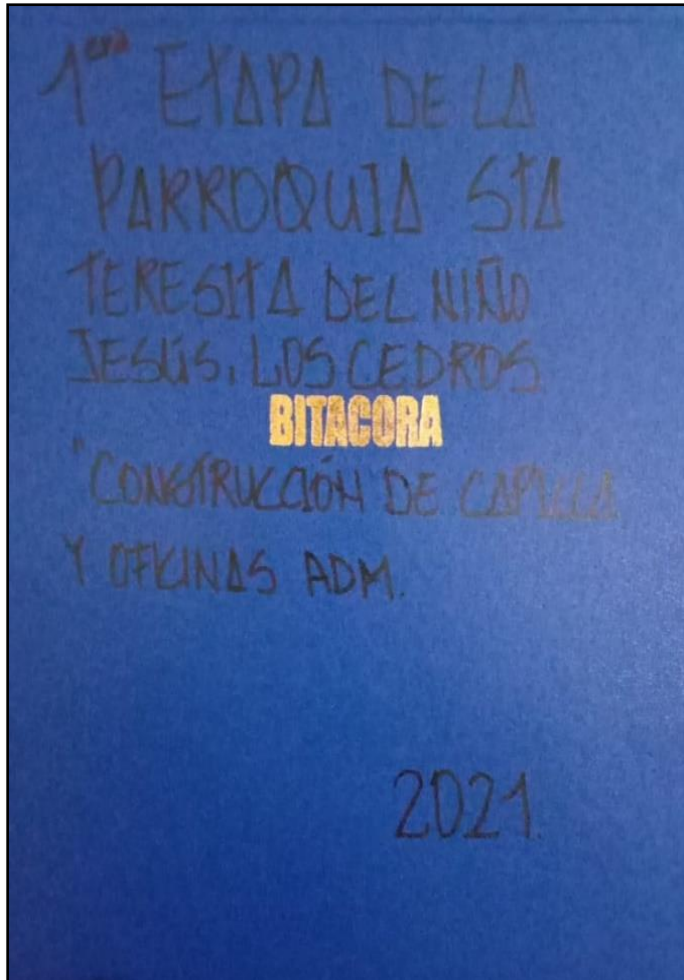 1era ETAPA DE LA
PARROQUIA STA
TERESITA DEL NIÑO
JESÚS, LOS CEDROS.
BITACORA
"CONSTRUCCIÓN DE CAPILLA
Y OFICINAS ADM.
2021.